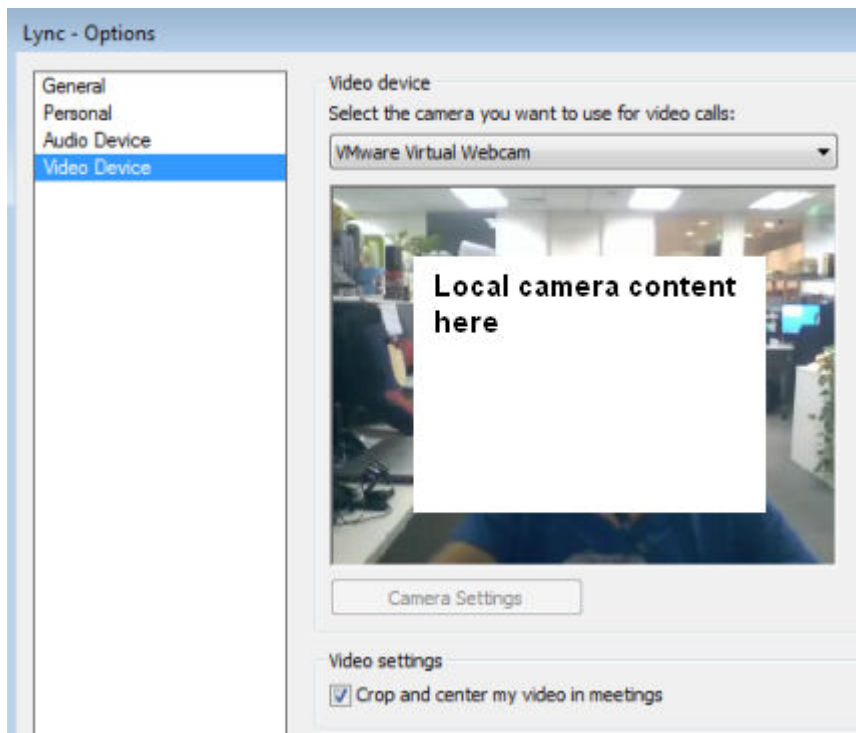 Lync - Options
General
Personal
Audio Device
Video Device
Video device
Select the camera you want to use for video calls:
VMware Virtual Webcam
Local camera content
here
Camera Settings
Video settings
Crop and center my video in meetings